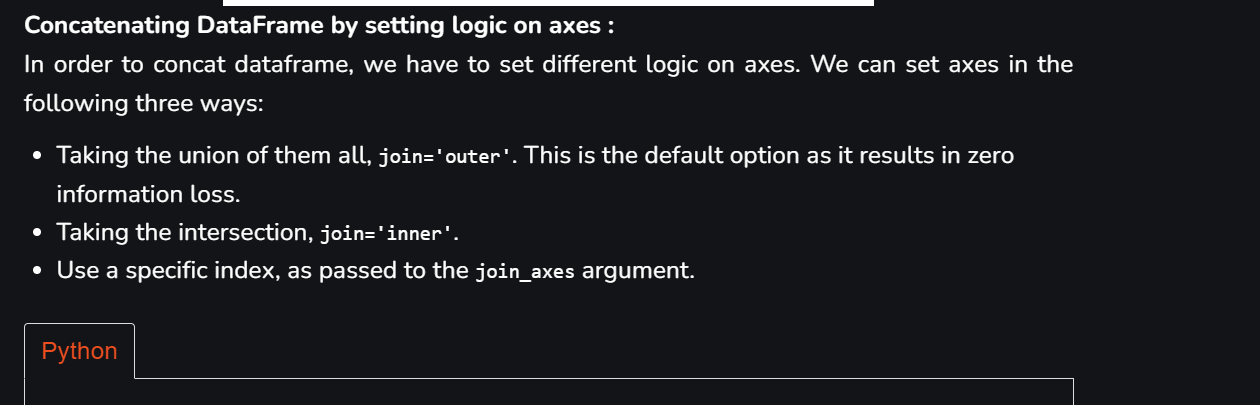 Concatenating DataFrame by setting logic on axes :
In order to concat dataframe, we have to set different logic on axes. We can set axes in the
following three ways:
• Taking the union of them all, join='outer'. This is the default option as it results in zero
information loss.
• Taking the intersection, join='inner'.
• Use a specific index, as passed to the join_axes argument.
Python